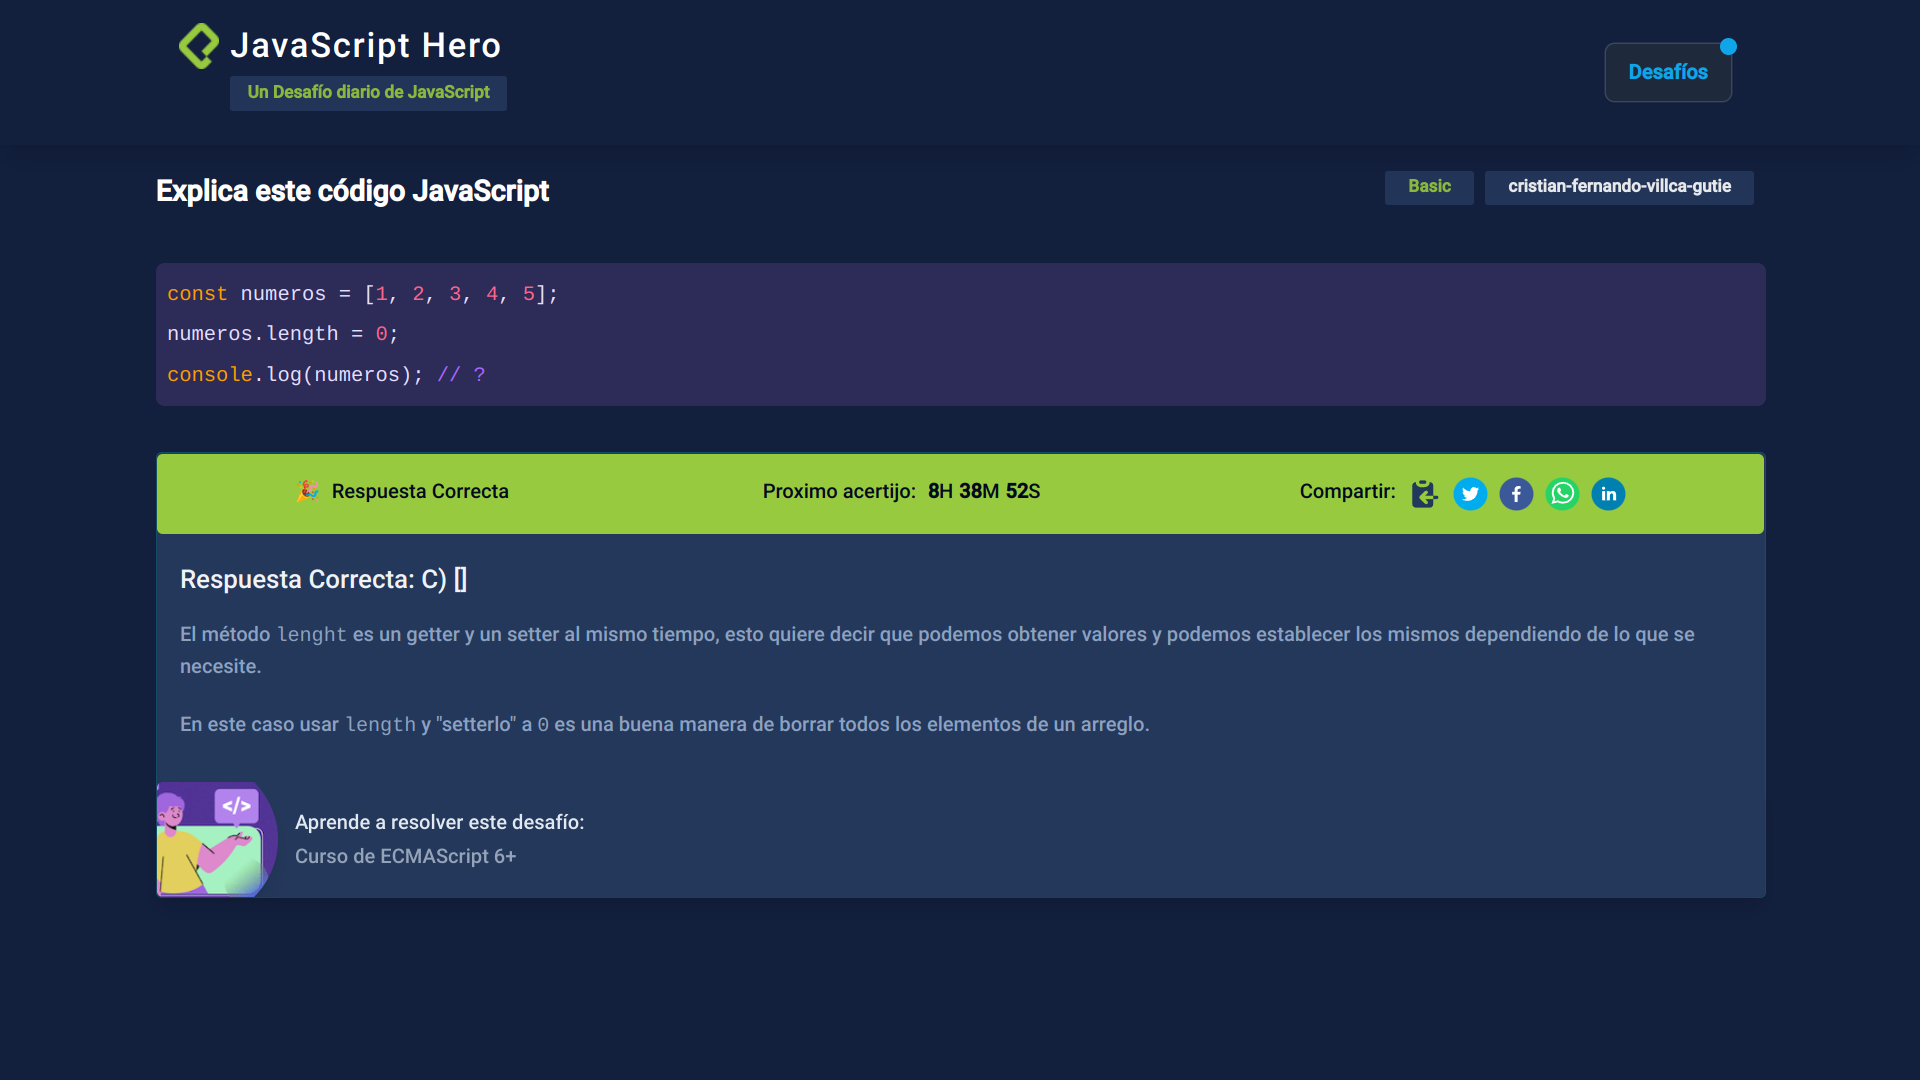 JavaScript Hero
Un Desafío diario de JavaScript
Desafíos
Explica este código JavaScript
Basic
cristian-fernando-villca-gutie
const numeros = [1, 2, 3, 4, 5];
numeros.length = 0;
console.log(numeros); // ?
🎉 Respuesta Correcta
Proximo acertijo: 8H 38M 52S
Compartir:
Respuesta Correcta: C) []
El método lenght es un getter y un setter al mismo tiempo, esto quiere decir que podemos obtener valores y podemos establecer los mismos dependiendo de lo que se
necesite.
En este caso usar length y "setterlo" a 0 es una buena manera de borrar todos los elementos de un arreglo.
</>
Aprende a resolver este desafío:
Curso de ECMAScript 6+